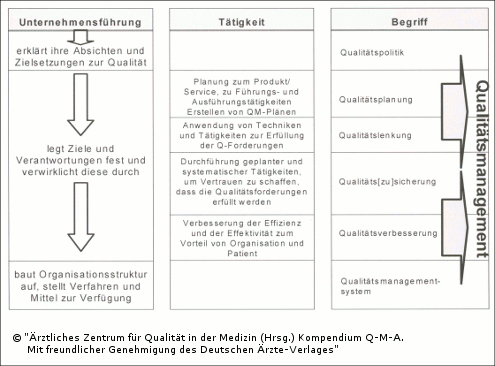 Unternehmensführung
erklärt ihre Absichten und
Zielsetzungen zur Qualität
legt Ziele und
Verantwortungen fest und
verwirklicht diese durch
baut Organisationsstruktur
auf, stellt Verfahren und
Mittel zur Verfügung
Tätigkeit
Planung zum Produkt/
Service, zu Führungs- und
Ausführungstätigkeiten
Erstellen von QM-Plänen
Anwendung von Techniken
und Tätigkeiten zur Erfüllung
der Q-Forderungen
Durchführung geplanter und
systematischer Tätigkeiten,
um Vertrauen zu schaffen,
dass die Qualitätsforderungen
erfüllt werden
Verbesserung der Effizienz
und der Effektivität zum
Vorteil von Organisation und
Patient
Begriff
Qualitätspolitik
Qualitätsplanung
Qualitätslenkung
Qualitäts[zu]sicherung
Qualitätsverbesserung
Qualitätsmanagement-
system
Qualitätsmanagement
© "Ärztliches Zentrum für Qualität in der Medizin (Hrsg.) Kompendium Q-M-A.
Mit freundlicher Genehmigung des Deutschen Ärzte-Verlages"